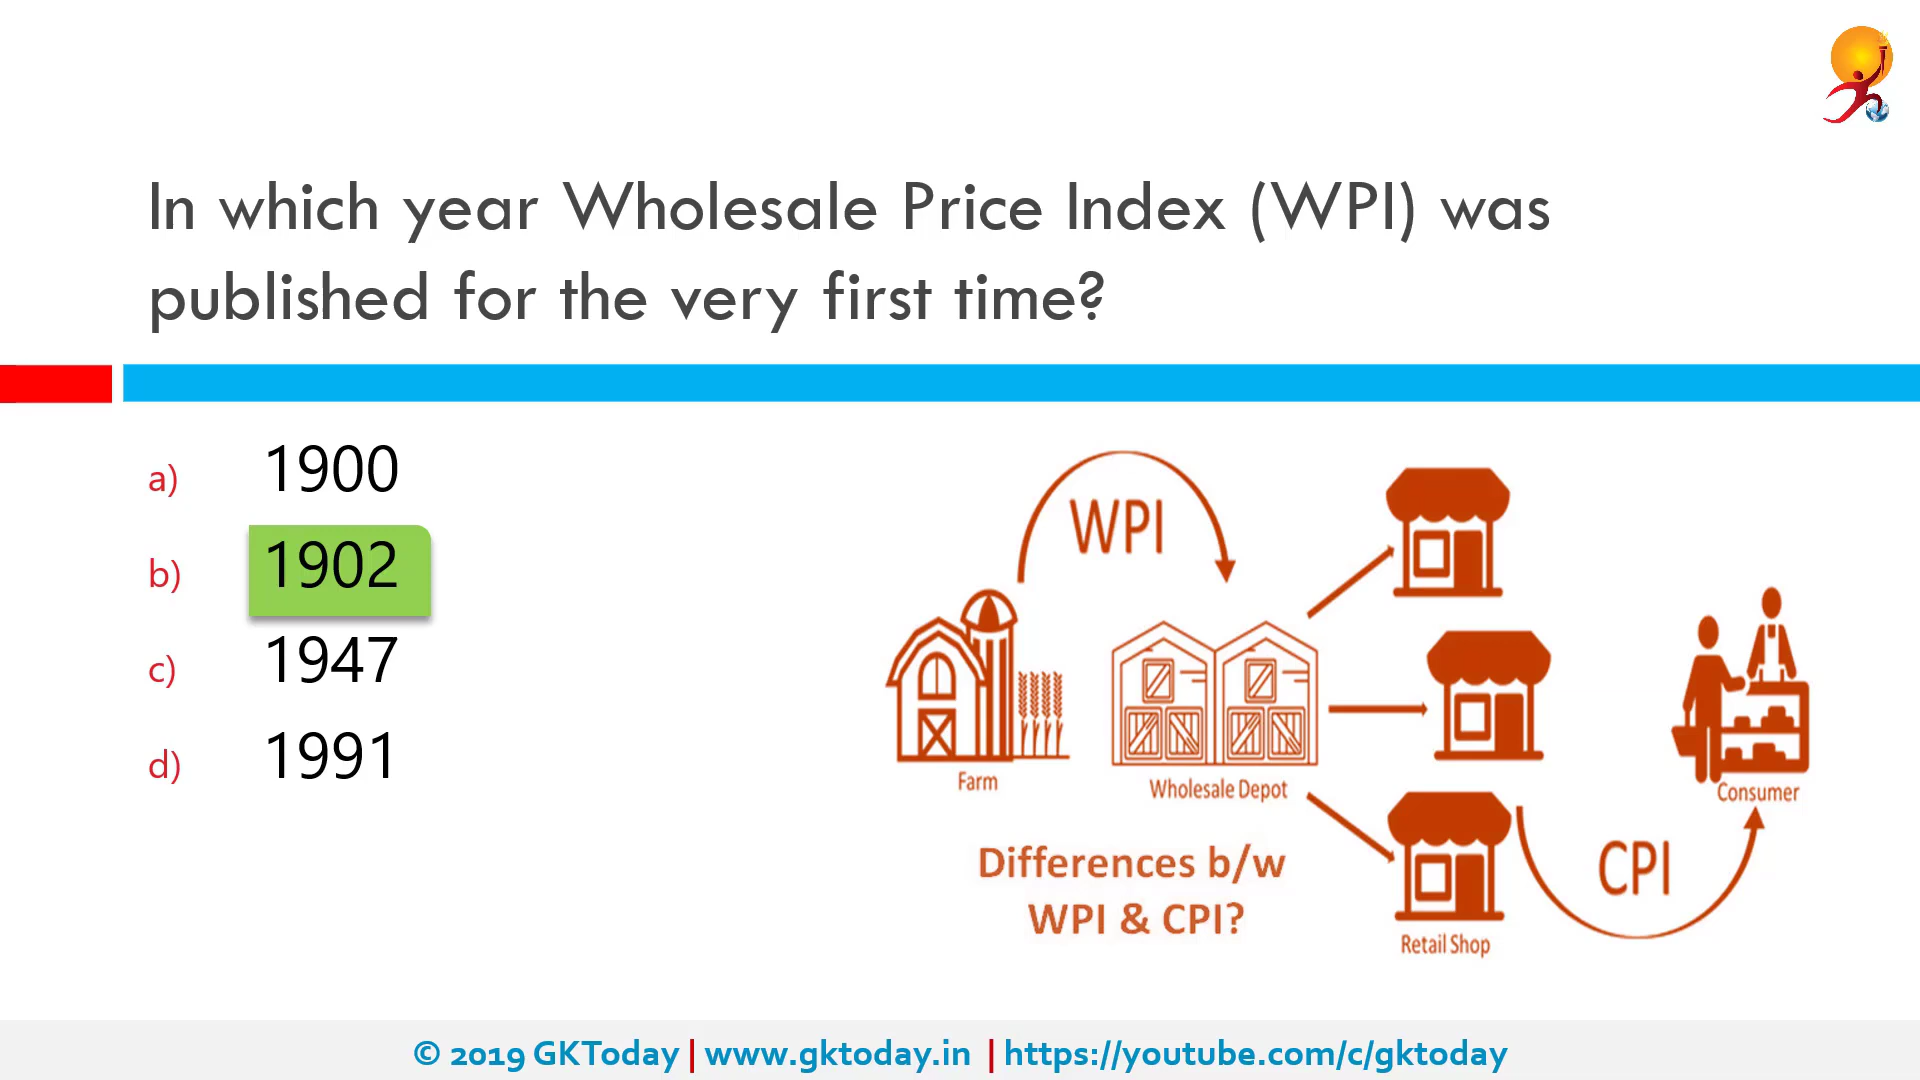 In which year Wholesale Price Index (WPI) was
published for the very first time?
a) 1900
b) 1902
c) 1947
d) 1991
WPI
Farm
Wholesale Depot
Consumer
Differences b/w
WPI & CPI?
CPI
Retail Shop
© 2019 GKToday | www.gktoday.in | https://youtube.com/c/gktoday